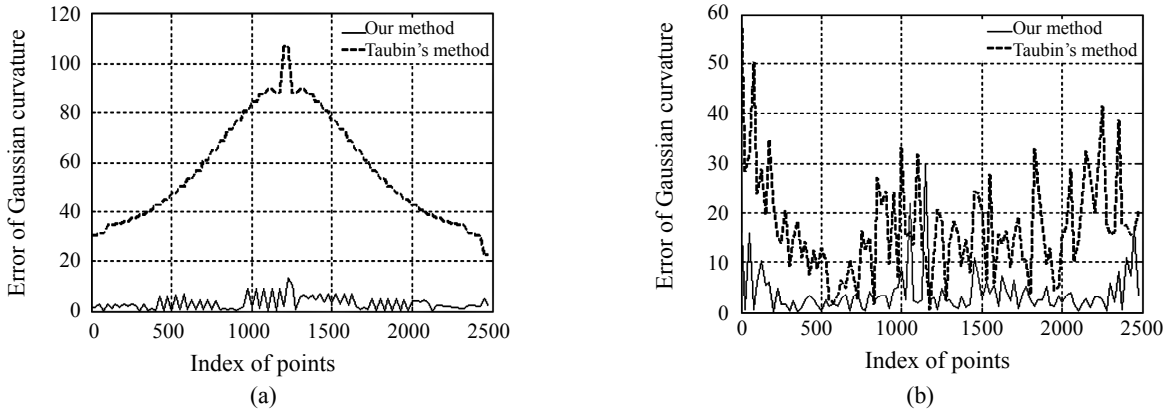 120
100
80
60
40
20
0
Error of Gaussian curvature
Our method
Taubin's method
0 500 1000 1500 2000 2500
Index of points
(a)
60
50
40
30
20
10
0
Error of Gaussian curvature
Our method
Taubin's method
0 500 1000 1500 2000 2500
Index of points
(b)